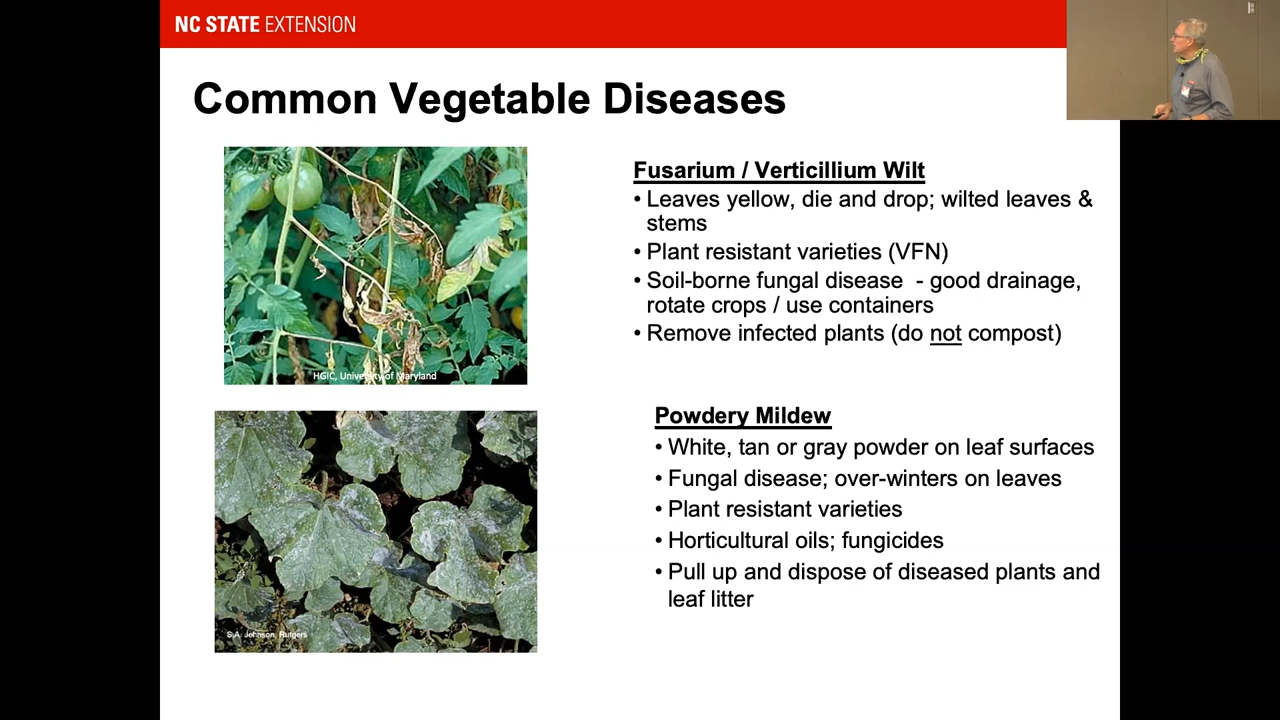 NC STATE EXTENSION
Common Vegetable Diseases
HGIC, University of Maryland
Fusarium / Verticillium Wilt
• Leaves yellow, die and drop; wilted leaves &
stems
• Plant resistant varieties (VFN)
• Soil-borne fungal disease - good drainage,
rotate crops / use containers
• Remove infected plants (do not compost)
S.A. Johnson, Rutgers
Powdery Mildew
• White, tan or gray powder on leaf surfaces
• Fungal disease; over-winters on leaves
• Plant resistant varieties
• Horticultural oils; fungicides
• Pull up and dispose of diseased plants and
leaf litter